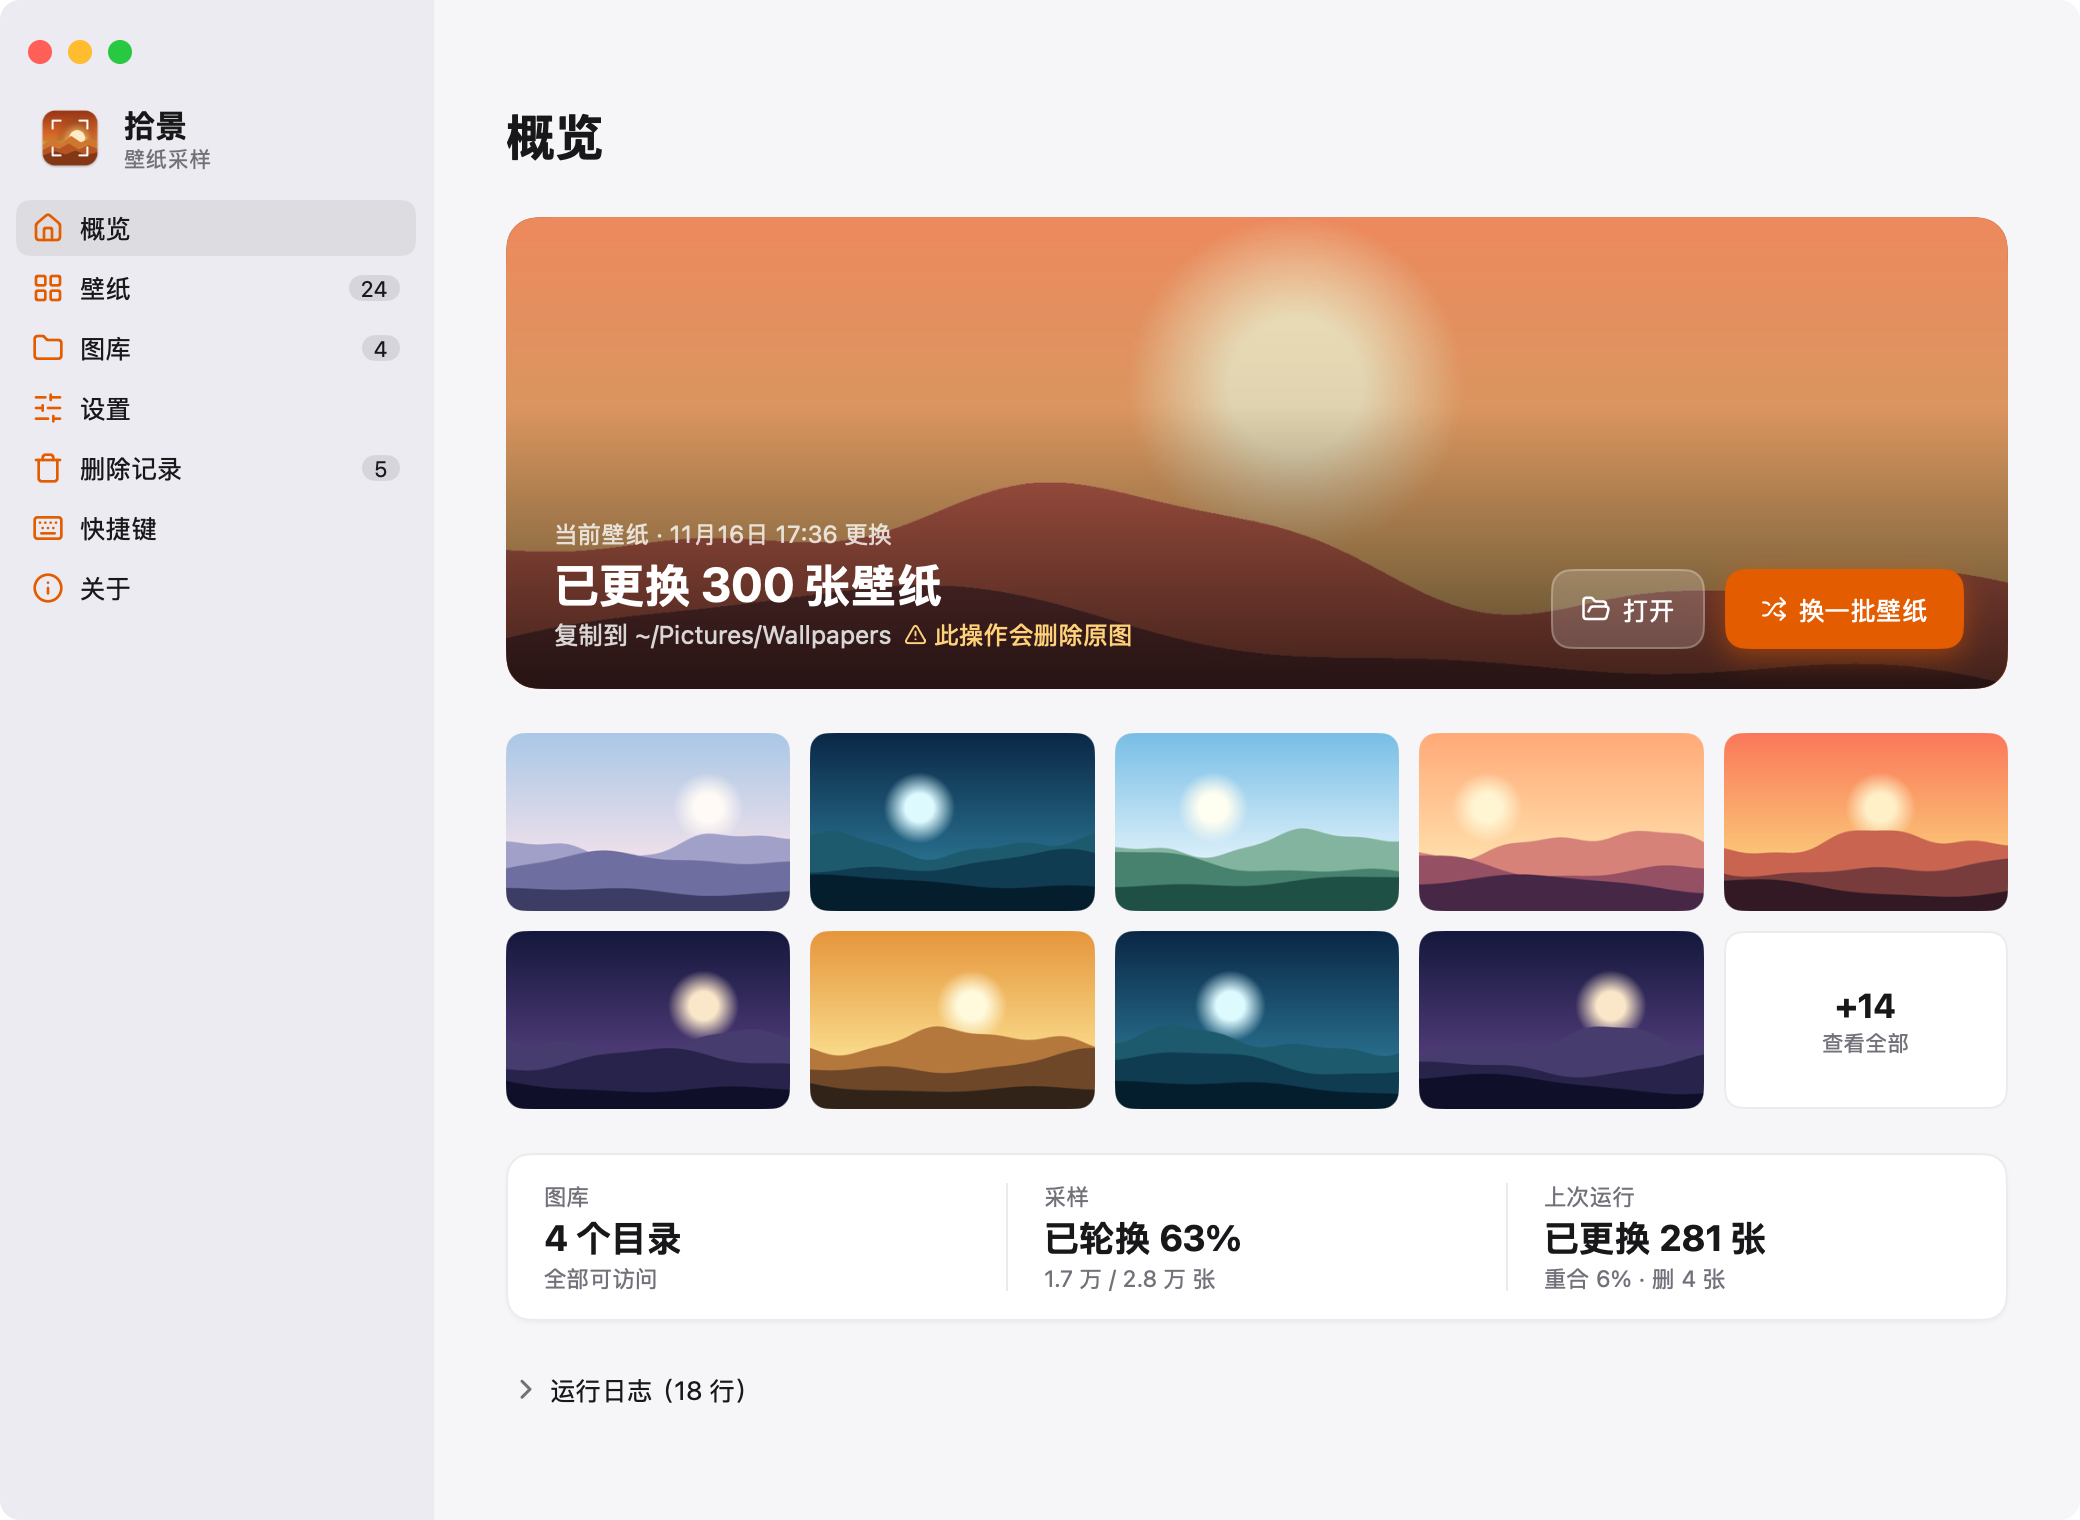 拾景
壁纸采样
概览
壁纸 24
图库 4
设置
删除记录 5
快捷键
关于
概览
当前壁纸 · 11月16日 17:36 更换
已更换 300 张壁纸
复制到 ~/Pictures/Wallpapers 此操作会删除原图
打开
换一批壁纸
+14
查看全部
图库
4 个目录
全部可访问
采样
已轮换 63%
1.7 万 / 2.8 万 张
上次运行
已更换 281 张
重合 6% · 删 4 张
运行日志（18 行）